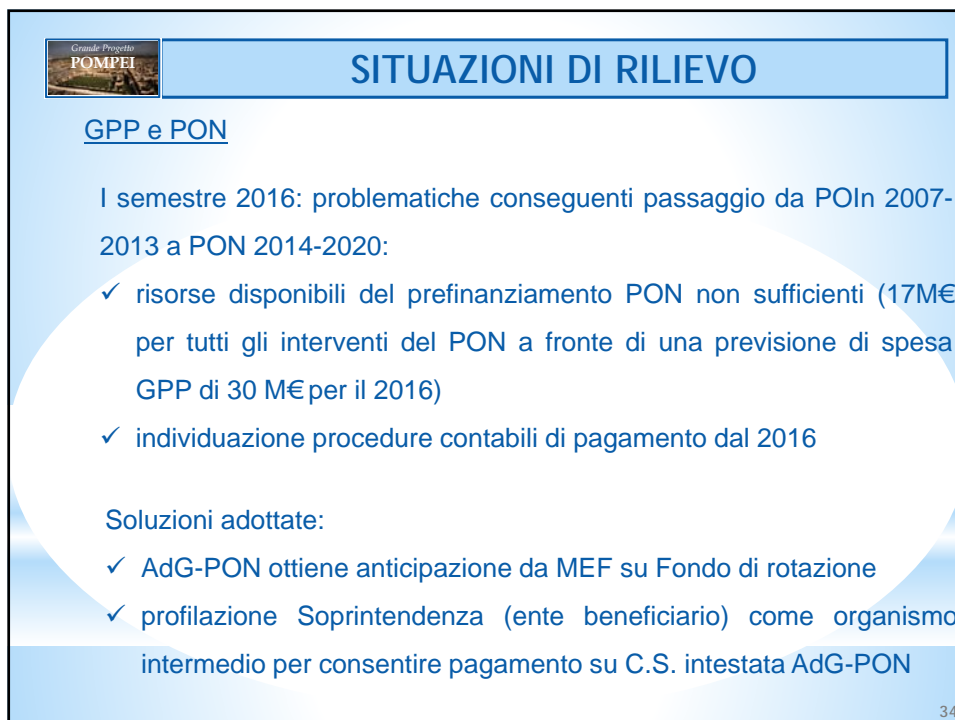 Grande Progetto
POMPEI
SITUAZIONI DI RILIEVO
GPP e PON
I semestre 2016: problematiche conseguenti passaggio da POIn 2007-
2013 a PON 2014-2020:
✓ risorse disponibili del prefinanziamento PON non sufficienti (17M€
per tutti gli interventi del PON a fronte di una previsione di spesa
GPP di 30 M€ per il 2016)
✓ individuazione procedure contabili di pagamento dal 2016
Soluzioni adottate:
✓ AdG-PON ottiene anticipazione da MEF su Fondo di rotazione
✓ profilazione Soprintendenza (ente beneficiario) come organismo
intermedio per consentire pagamento su C.S. intestata AdG-PON
34